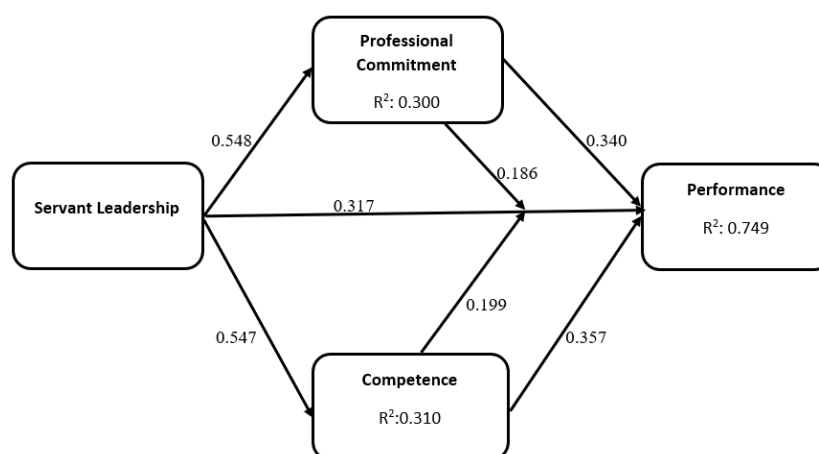 Professional
Commitment
R²: 0.300
0.548
0.340
0.186
Servant Leadership
0.317
Performance
R²: 0.749
0.199
0.547
0.357
Competence
R²:0.310